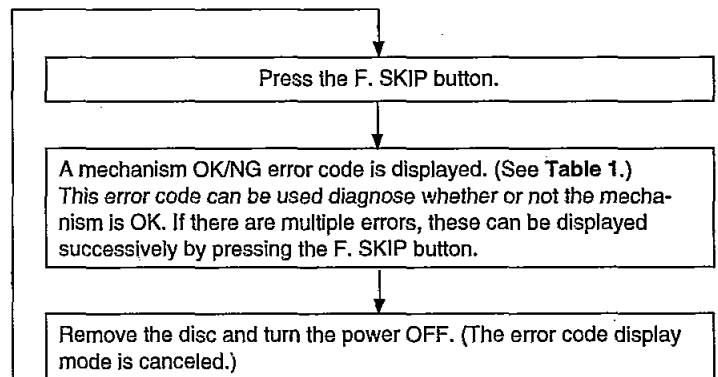 Press the F. SKIP button.
A mechanism OK/NG error code is displayed. (See Table 1.)
This error code can be used diagnose whether or not the mecha-
nism is OK. If there are multiple errors, these can be displayed
successively by pressing the F. SKIP button.
Remove the disc and turn the power OFF. (The error code display
mode is canceled.)